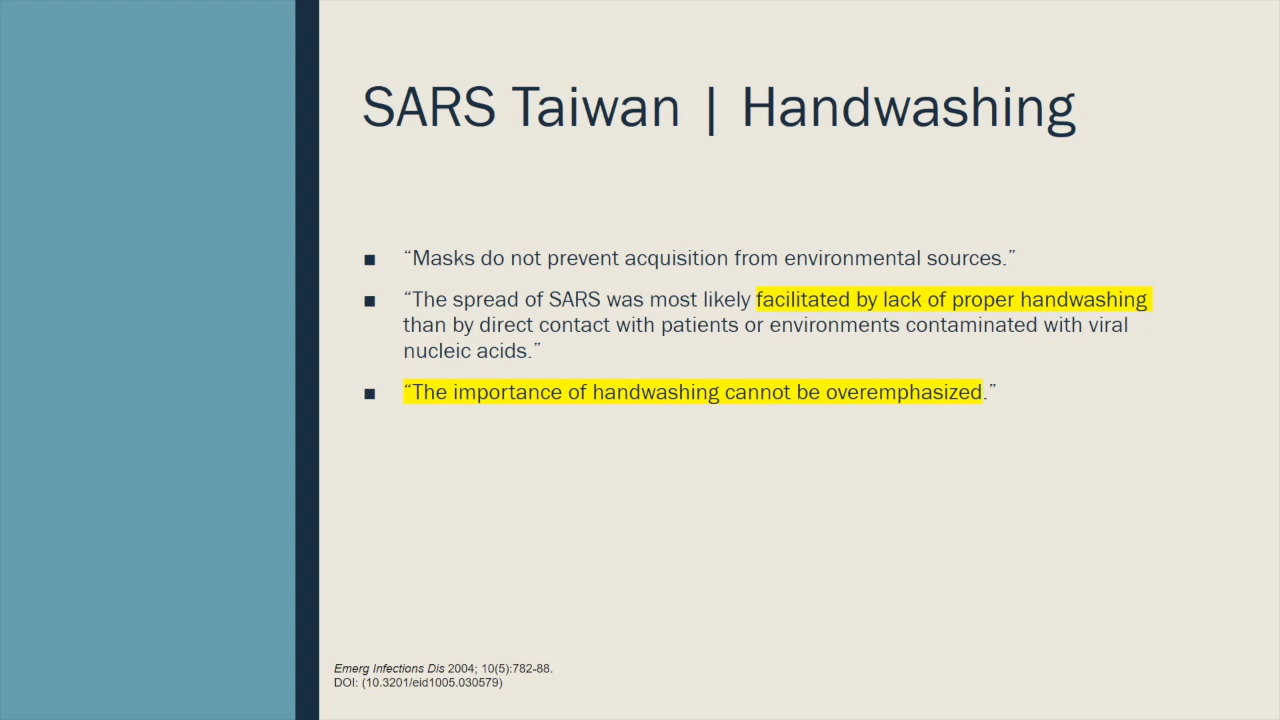 SARS Taiwan | Handwashing
■ “Masks do not prevent acquisition from environmental sources.”
■ “The spread of SARS was most likely facilitated by lack of proper handwashing
than by direct contact with patients or environments contaminated with viral
nucleic acids.”
■ “The importance of handwashing cannot be overemphasized.”
Emerg Infections Dis 2004; 10(5):782-88.
DOI: (10.3201/eid1005.030579)